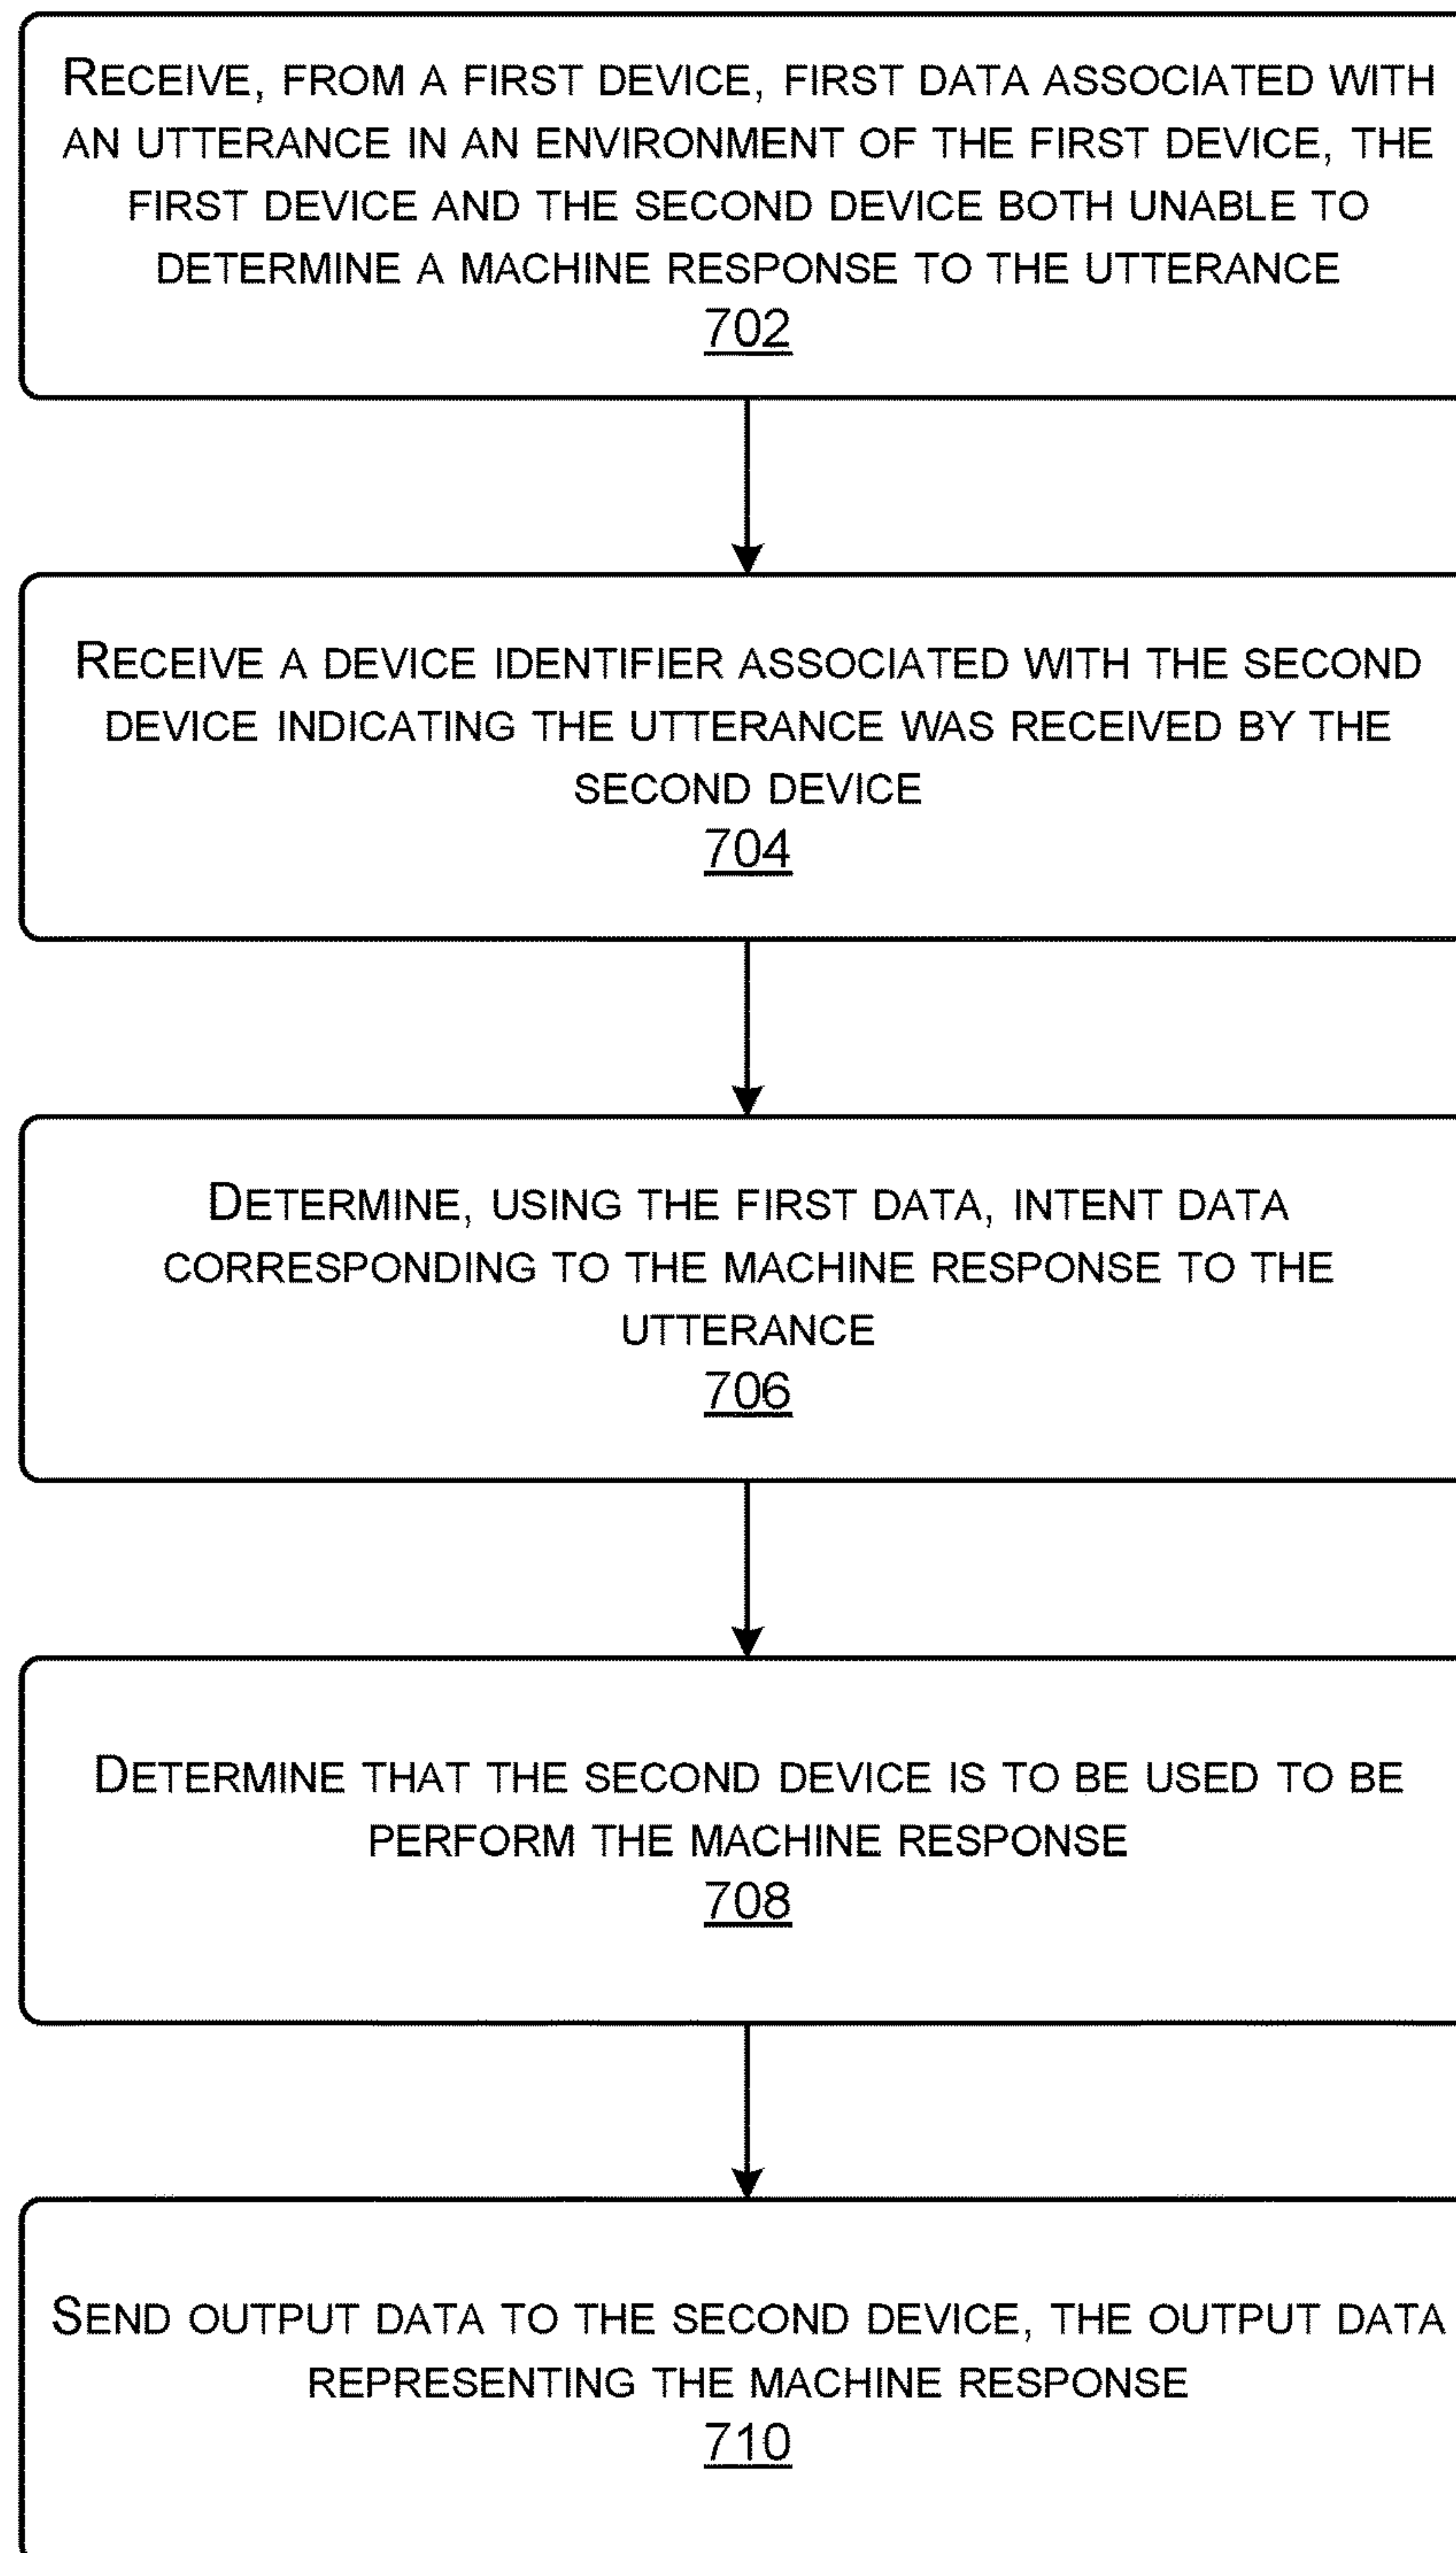 RECEIVE, FROM A FIRST DEVICE, FIRST DATA ASSOCIATED WITH
AN UTTERANCE IN AN ENVIRONMENT OF THE FIRST DEVICE, THE
FIRST DEVICE AND THE SECOND DEVICE BOTH UNABLE TO
DETERMINE A MACHINE RESPONSE TO THE UTTERANCE
702
RECEIVE A DEVICE IDENTIFIER ASSOCIATED WITH THE SECOND
DEVICE INDICATING THE UTTERANCE WAS RECEIVED BY THE
SECOND DEVICE
704
DETERMINE, USING THE FIRST DATA, INTENT DATA
CORRESPONDING TO THE MACHINE RESPONSE TO THE
UTTERANCE
706
DETERMINE THAT THE SECOND DEVICE IS TO BE USED TO BE
PERFORM THE MACHINE RESPONSE
708
SEND OUTPUT DATA TO THE SECOND DEVICE, THE OUTPUT DATA
REPRESENTING THE MACHINE RESPONSE
710